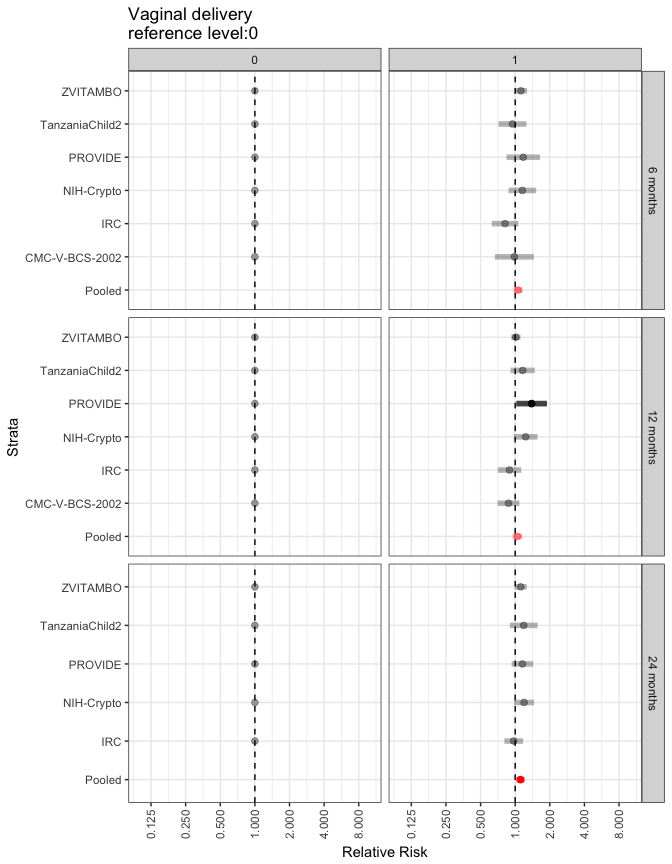 Vaginal delivery
reference level:0
0
1
ZVITAMBO
TanzaniaChild2
PROVIDE
NIH-Crypto
IRC
CMC-V-BCS-2002
Pooled
6 months
ZVITAMBO
TanzaniaChild2
PROVIDE
NIH-Crypto
IRC
CMC-V-BCS-2002
Pooled
12 months
ZVITAMBO
TanzaniaChild2
PROVIDE
NIH-Crypto
IRC
Pooled
24 months
Strata
0.125 0.250 0.500 1.000 2.000 4.000 8.000
0.125 0.250 0.500 1.000 2.000 4.000 8.000
Relative Risk